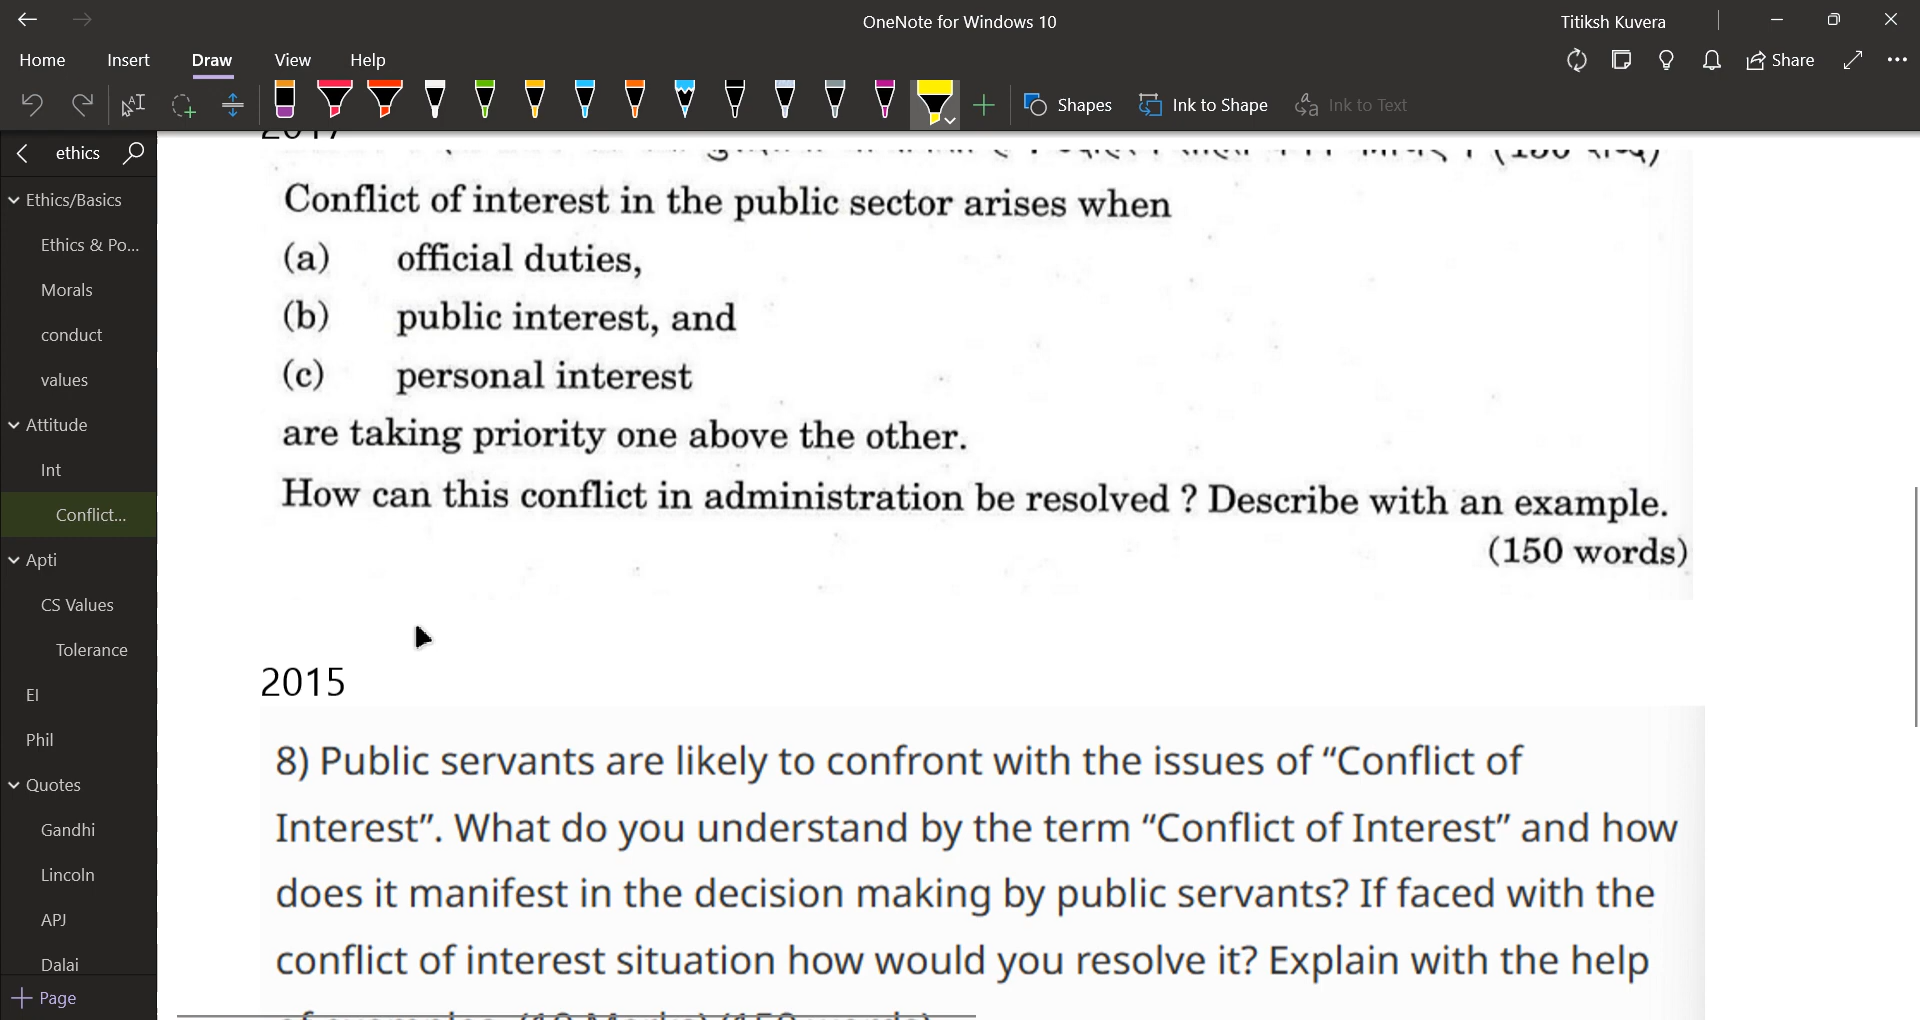 OneNote for Windows 10
Titiksh Kuvera
Home Insert Draw View Help
Share
Shapes Ink to Shape Ink to Text
ethics
Ethics/Basics
Ethics & Po...
Morals
conduct
values
Attitude
Int
Conflict...
Apti
CS Values
Tolerance
EI
Phil
Quotes
Gandhi
Lincoln
APJ
Dalai
Page
2017
Conflict of interest in the public sector arises when
(a) official duties,
(b) public interest, and
(c) personal interest
are taking priority one above the other.
How can this conflict in administration be resolved ? Describe with an example.
(150 words)
2015
8) Public servants are likely to confront with the issues of “Conflict of
Interest”. What do you understand by the term “Conflict of Interest” and how
does it manifest in the decision making by public servants? If faced with the
conflict of interest situation how would you resolve it? Explain with the help